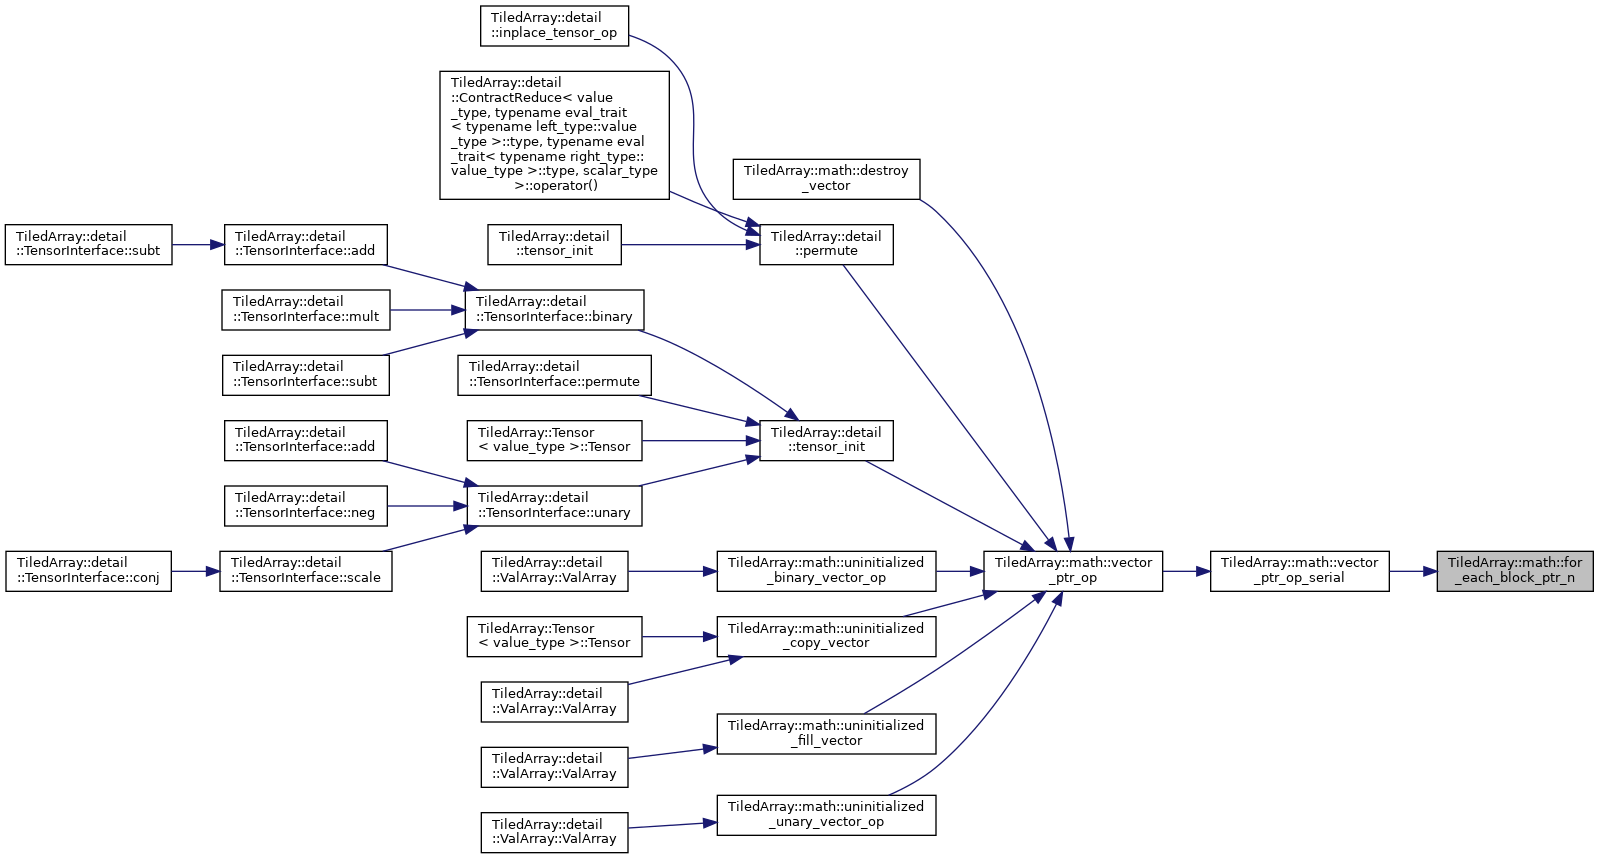 TiledArray::detail
::inplace_tensor_op
TiledArray::detail
::ContractReduce< value
_type, typename eval_trait
< typename left_type::value
_type >::type, typename eval
_trait< typename right_type::
value_type >::type, scalar_type
>::operator()
TiledArray::math::destroy
_vector
TiledArray::detail
::TensorInterface::subt
TiledArray::detail
::TensorInterface::add
TiledArray::detail
::tensor_init
TiledArray::detail
::permute
TiledArray::detail
::TensorInterface::mult
TiledArray::detail
::TensorInterface::binary
TiledArray::detail
::TensorInterface::subt
TiledArray::detail
::TensorInterface::permute
TiledArray::detail
::TensorInterface::add
TiledArray::Tensor
< value_type >::Tensor
TiledArray::detail
::tensor_init
TiledArray::detail
::TensorInterface::neg
TiledArray::detail
::TensorInterface::unary
TiledArray::detail
::TensorInterface::conj
TiledArray::detail
::TensorInterface::scale
TiledArray::detail
::ValArray::ValArray
TiledArray::math::uninitialized
_binary_vector_op
TiledArray::math::vector
_ptr_op
TiledArray::math::vector
_ptr_op_serial
TiledArray::math::for
_each_block_ptr_n
TiledArray::Tensor
< value_type >::Tensor
TiledArray::math::uninitialized
_copy_vector
TiledArray::detail
::ValArray::ValArray
TiledArray::math::uninitialized
_fill_vector
TiledArray::detail
::ValArray::ValArray
TiledArray::math::uninitialized
_unary_vector_op
TiledArray::detail
::ValArray::ValArray